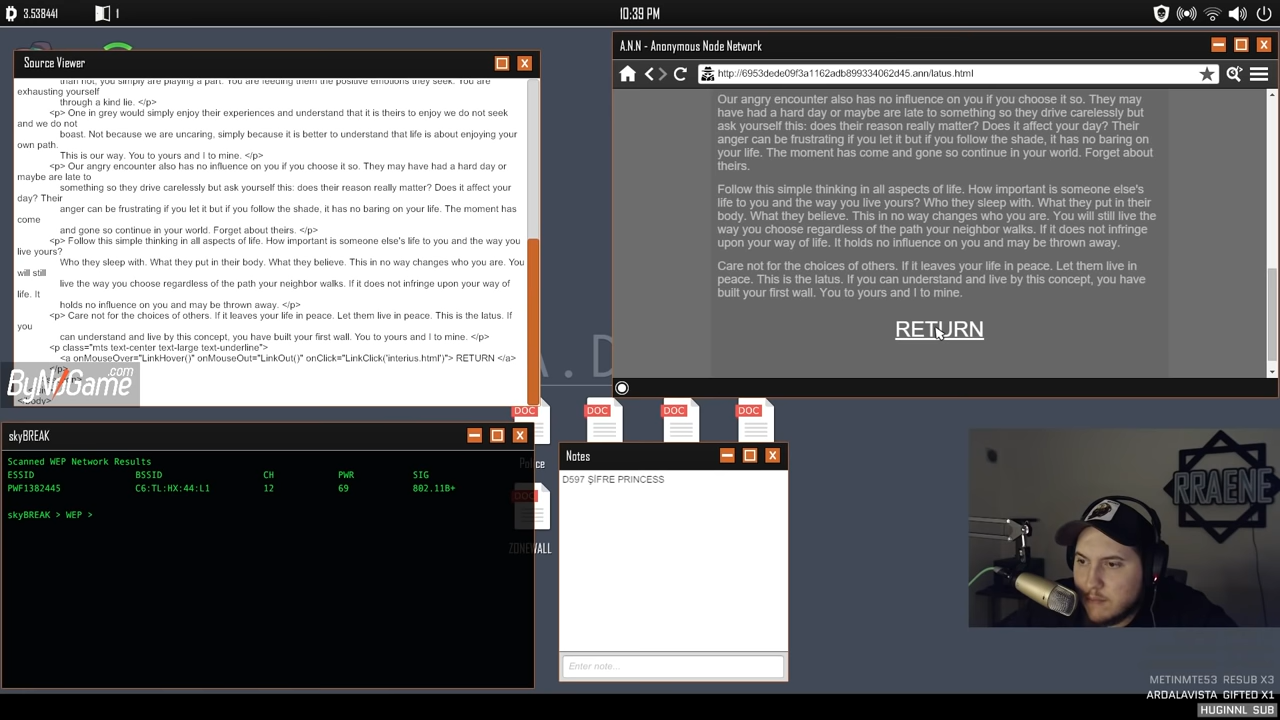 3.538441
1
10:39 PM
Source Viewer
than not, you simply are playing a part. You are feeding them the positive emotions they seek. You are
exhausting yourself
through a kind lie. </p>
<p> One in grey would simply enjoy their experiences and understand that it is theirs to enjoy we do not seek
and we do not
boast. Not because we are uncaring, simply because it is better to understand that life is about enjoying your
own path.
This is our way. You to yours and I to mine. </p>
<p> Our angry encounter also has no influence on you if you choose it so. They may have had a hard day or
maybe are late to
something so they drive carelessly but ask yourself this: does their reason really matter? Does it affect your
day? Their
anger can be frustrating if you let it but if you follow the shade, it has no baring on your life. The moment has
come
and gone so continue in your world. Forget about theirs. </p>
<p> Follow this simple thinking in all aspects of life. How important is someone else's life to you and the way you
live yours?
Who they sleep with. What they put in their body. What they believe. This in no way changes who you are. You
will still
live the way you choose regardless of the path your neighbor walks. If it does not infringe upon your way of
life. It
holds no influence on you and may be thrown away. </p>
<p> Care not for the choices of others. If it leaves your life in peace. Let them live in peace. This is the latus. If
you
can understand and live by this concept, you have built your first wall. You to yours and I to mine. </p>
<p class="mts text-center text-large text-underline">
<a onMouseOver="LinkHover()" onMouseOut="LinkOut()" onClick="LinkClick('interius.html')"> RETURN </a>
</p>
ByNoGame.com
<body>
A.N.N - Anonymous Node Network
http://6953dede09f3a1162adb899334062d45.ann/latus.html
Our angry encounter also has no influence on you if you choose it so. They may
have had a hard day or maybe are late to something so they drive carelessly but
ask yourself this: does their reason really matter? Does it affect your day? Their
anger can be frustrating if you let it but if you follow the shade, it has no baring on
your life. The moment has come and gone so continue in your world. Forget about
theirs.
Follow this simple thinking in all aspects of life. How important is someone else's
life to you and the way you live yours? Who they sleep with. What they put in their
body. What they believe. This in no way changes who you are. You will still live the
way you choose regardless of the path your neighbor walks. If it does not infringe
upon your way of life. It holds no influence on you and may be thrown away.
Care not for the choices of others. If it leaves your life in peace. Let them live in
peace. This is the latus. If you can understand and live by this concept, you have
built your first wall. You to yours and I to mine.
RETURN
A.D
DOC
DOC
DOC
DOC
Police
DOC
ZONEWALL
skyBREAK
Scanned WEP Network Results
ESSID BSSID CH PWR SIG
PWF1382445 C6:TL:HX:44:L1 12 69 802.11B+
skyBREAK > WEP >
Notes
D597 ŞİFRE PRINCESS
Enter note...
RRAENE
METINMTE53 RESUB X3
ARDALAVISTA GIFTED X1
HUGINNL SUB